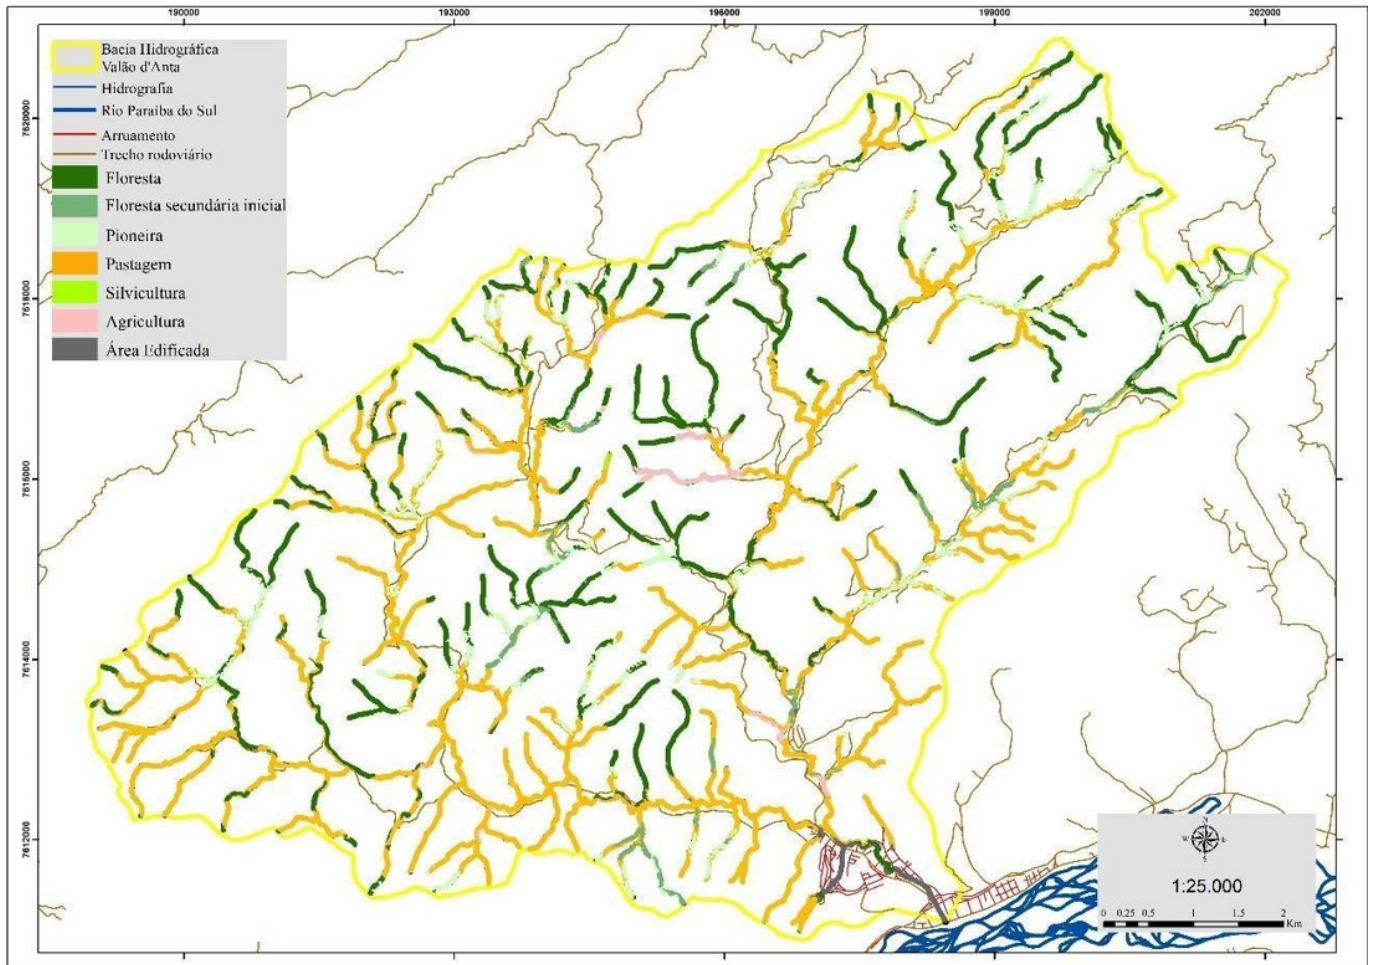 190000 193000 196000 199000 202000
Bacia Hidrográfica
Valão d'Anta
Hidrografia
Rio Paraíba do Sul
Arruamento
Trecho rodoviário
Floresta
Floresta secundária inicial
Pioneira
Pastagem
Silvicultura
Agricultura
Área Edificada
7620000
7618000
7616000
7614000
7612000
N
W E
S
1:25.000
0 0.25 0.5 1 1.5 2
Km